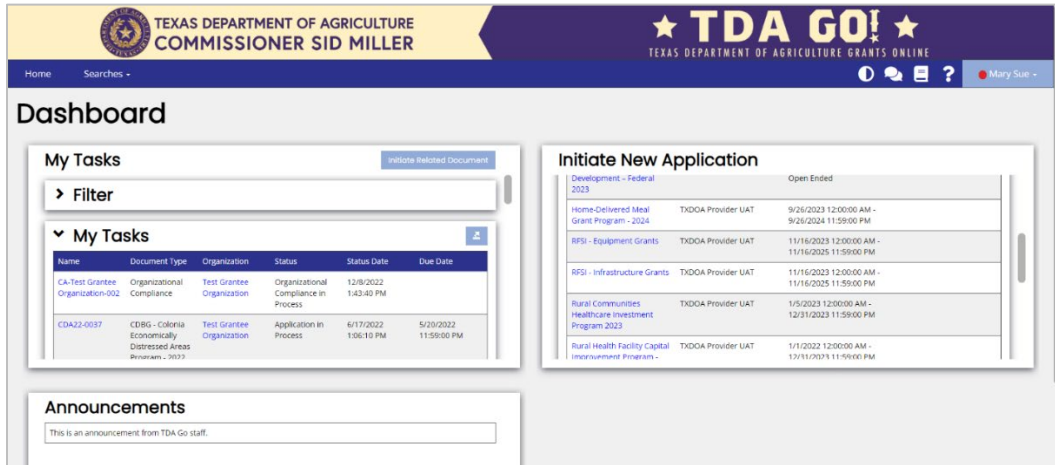 TEXAS DEPARTMENT OF AGRICULTURE
COMMISSIONER SID MILLER
TDA GO!
TEXAS DEPARTMENT OF AGRICULTURE GRANTS ONLINE
Home Searches
? Mary Sue
Dashboard
My Tasks
Initiate Related Document
Filter
My Tasks
Name Document Type Organization Status Status Date Due Date
CA-Test Grantee Organizational Test Grantee Organizational 12/8/2022
Organization-002 Compliance Organization Compliance in 1:43:40 PM
Process
CDA22-0037 CDBG - Colonia Test Grantee Application in 6/17/2022 5/20/2022
Economically Organization Process 1:06:10 PM 11:59:00 PM
Distressed Areas
Program - 2022
Initiate New Application
Development – Federal Open Ended
2023
Home-Delivered Meal TXDOA Provider UAT 9/26/2023 12:00:00 AM -
Grant Program - 2024 9/26/2024 11:59:00 PM
RFSI - Equipment Grants TXDOA Provider UAT 11/16/2023 12:00:00 AM -
11/16/2025 11:59:00 PM
RFSI - Infrastructure Grants TXDOA Provider UAT 11/16/2023 12:00:00 AM -
11/16/2025 11:59:00 PM
Rural Communities TXDOA Provider UAT 1/5/2023 12:00:00 AM -
Healthcare Investment 12/31/2023 11:59:00 PM
Program 2023
Rural Health Facility Capital TXDOA Provider UAT 1/1/2022 12:00:00 AM -
Improvement Program - 12/31/2023 11:59:00 PM
Announcements
This is an announcement from TDA Go staff.